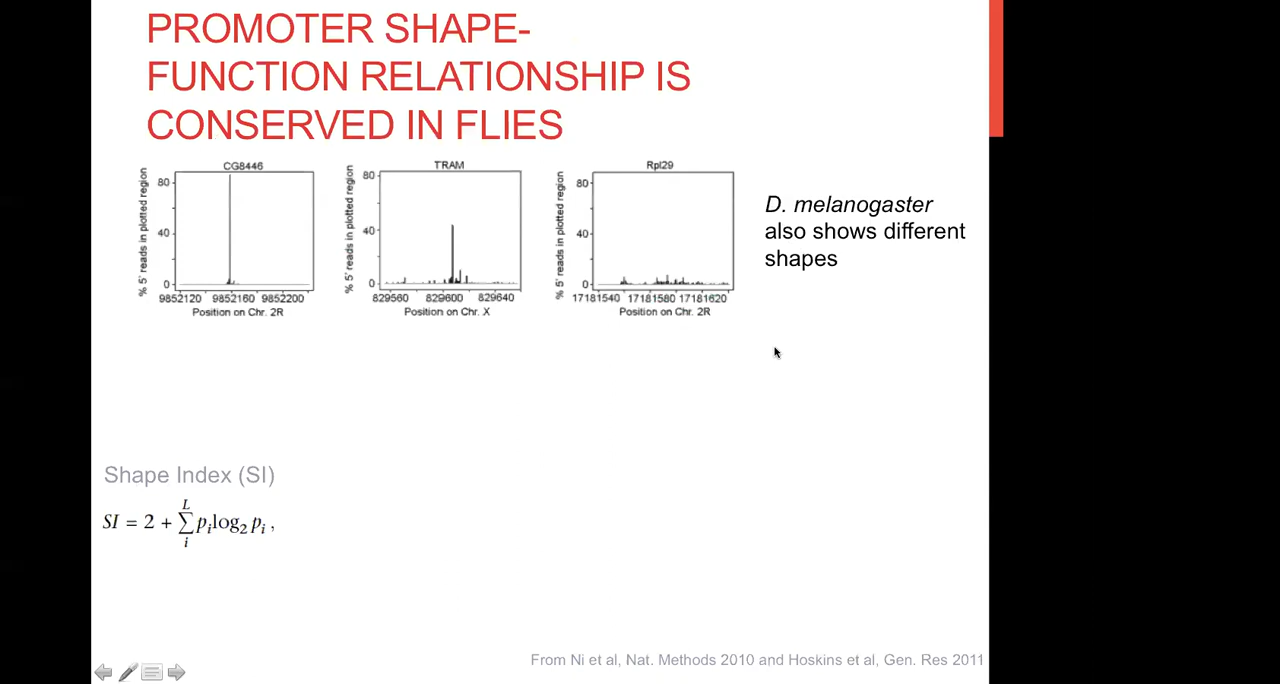 PROMOTER SHAPE-
FUNCTION RELATIONSHIP IS
CONSERVED IN FLIES
CG8446
% 5' reads in plotted region
80
40
0
9852120 9852160 9852200
Position on Chr. 2R
TRAM
% 5' reads in plotted region
80
40
0
829560 829600 829640
Position on Chr. X
Rpl29
% 5' reads in plotted region
80
40
0
17181540 17181580 17181620
Position on Chr. 2R
D. melanogaster
also shows different
shapes
Shape Index (SI)
SI = 2 + ∑ᵢᴸ pᵢlog₂ pᵢ ,
From Ni et al, Nat. Methods 2010 and Hoskins et al, Gen. Res 2011